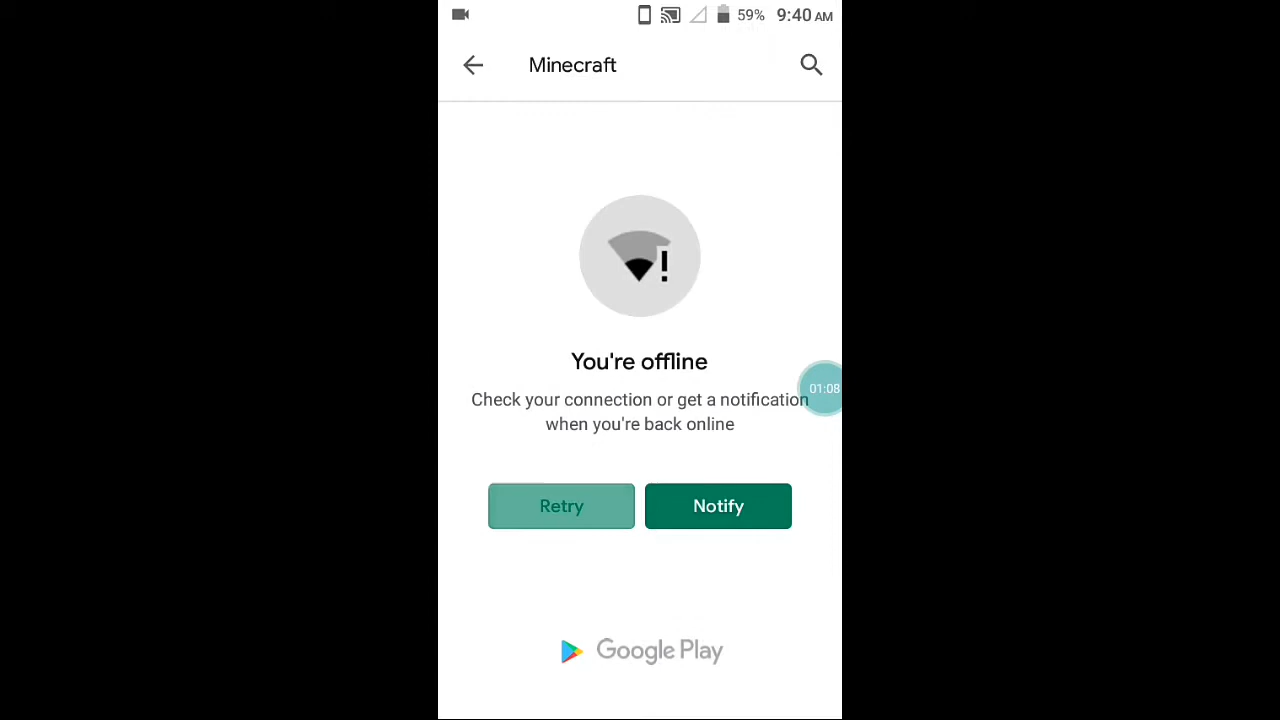 59% 9:40 AM
Minecraft
You're offline
01:08
Check your connection or get a notification
when you're back online
Retry Notify
Google Play